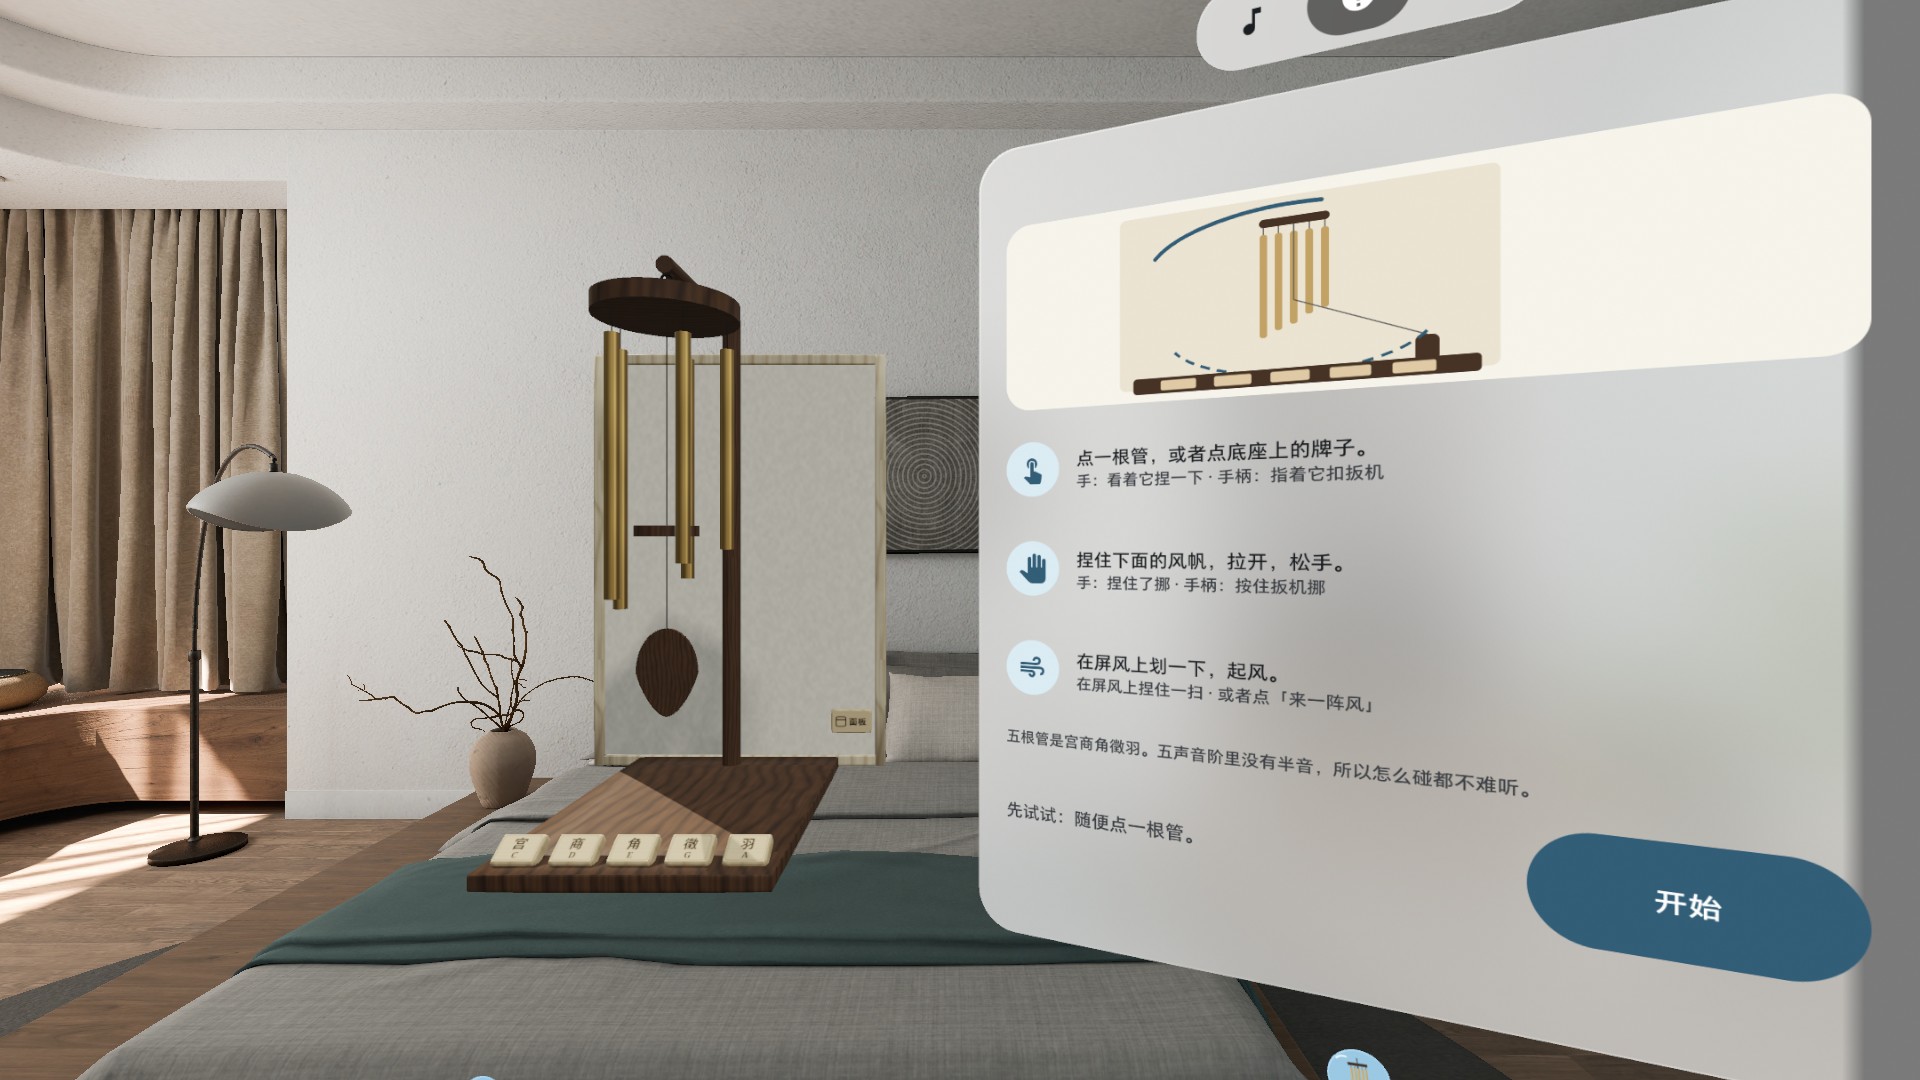 点一根管，或者点底座上的牌子。
手：看着它捏一下 · 手柄：指着它扣扳机
捏住下面的风帆，拉开，松手。
手：捏住了挪 · 手柄：按住扳机挪
在屏风上划一下，起风。
在屏风上捏住一扫 · 或者点「来一阵风」
五根管是宫商角徵羽。五声音阶里没有半音，所以怎么碰都不难听。
先试试：随便点一根管。
开始
面板
宫 商 角 徵 羽
C D E G A